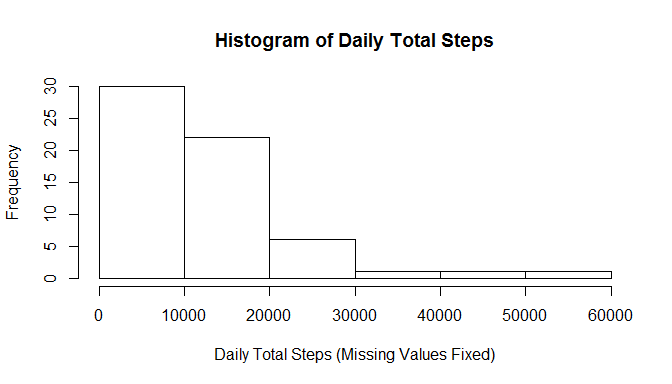 Histogram of Daily Total Steps
Frequency
30
25
20
15
10
5
0
0 10000 20000 30000 40000 50000 60000
Daily Total Steps (Missing Values Fixed)